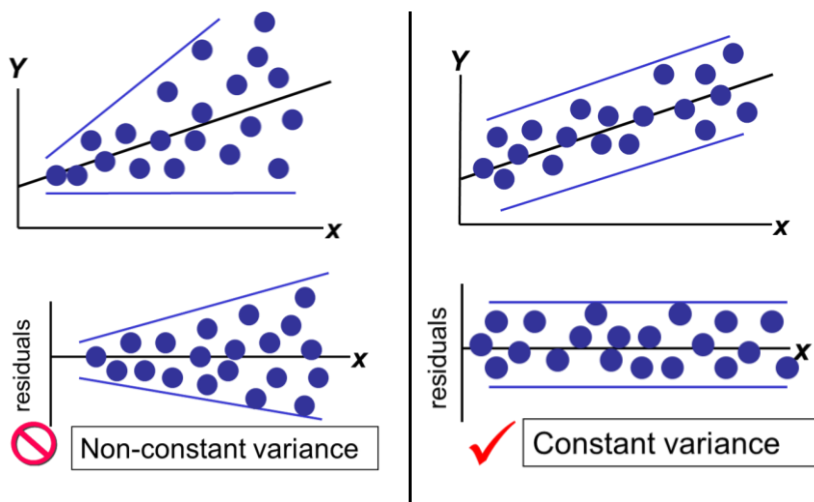 Y
x
residuals
x
Non-constant variance
Y
x
residuals
x
Constant variance